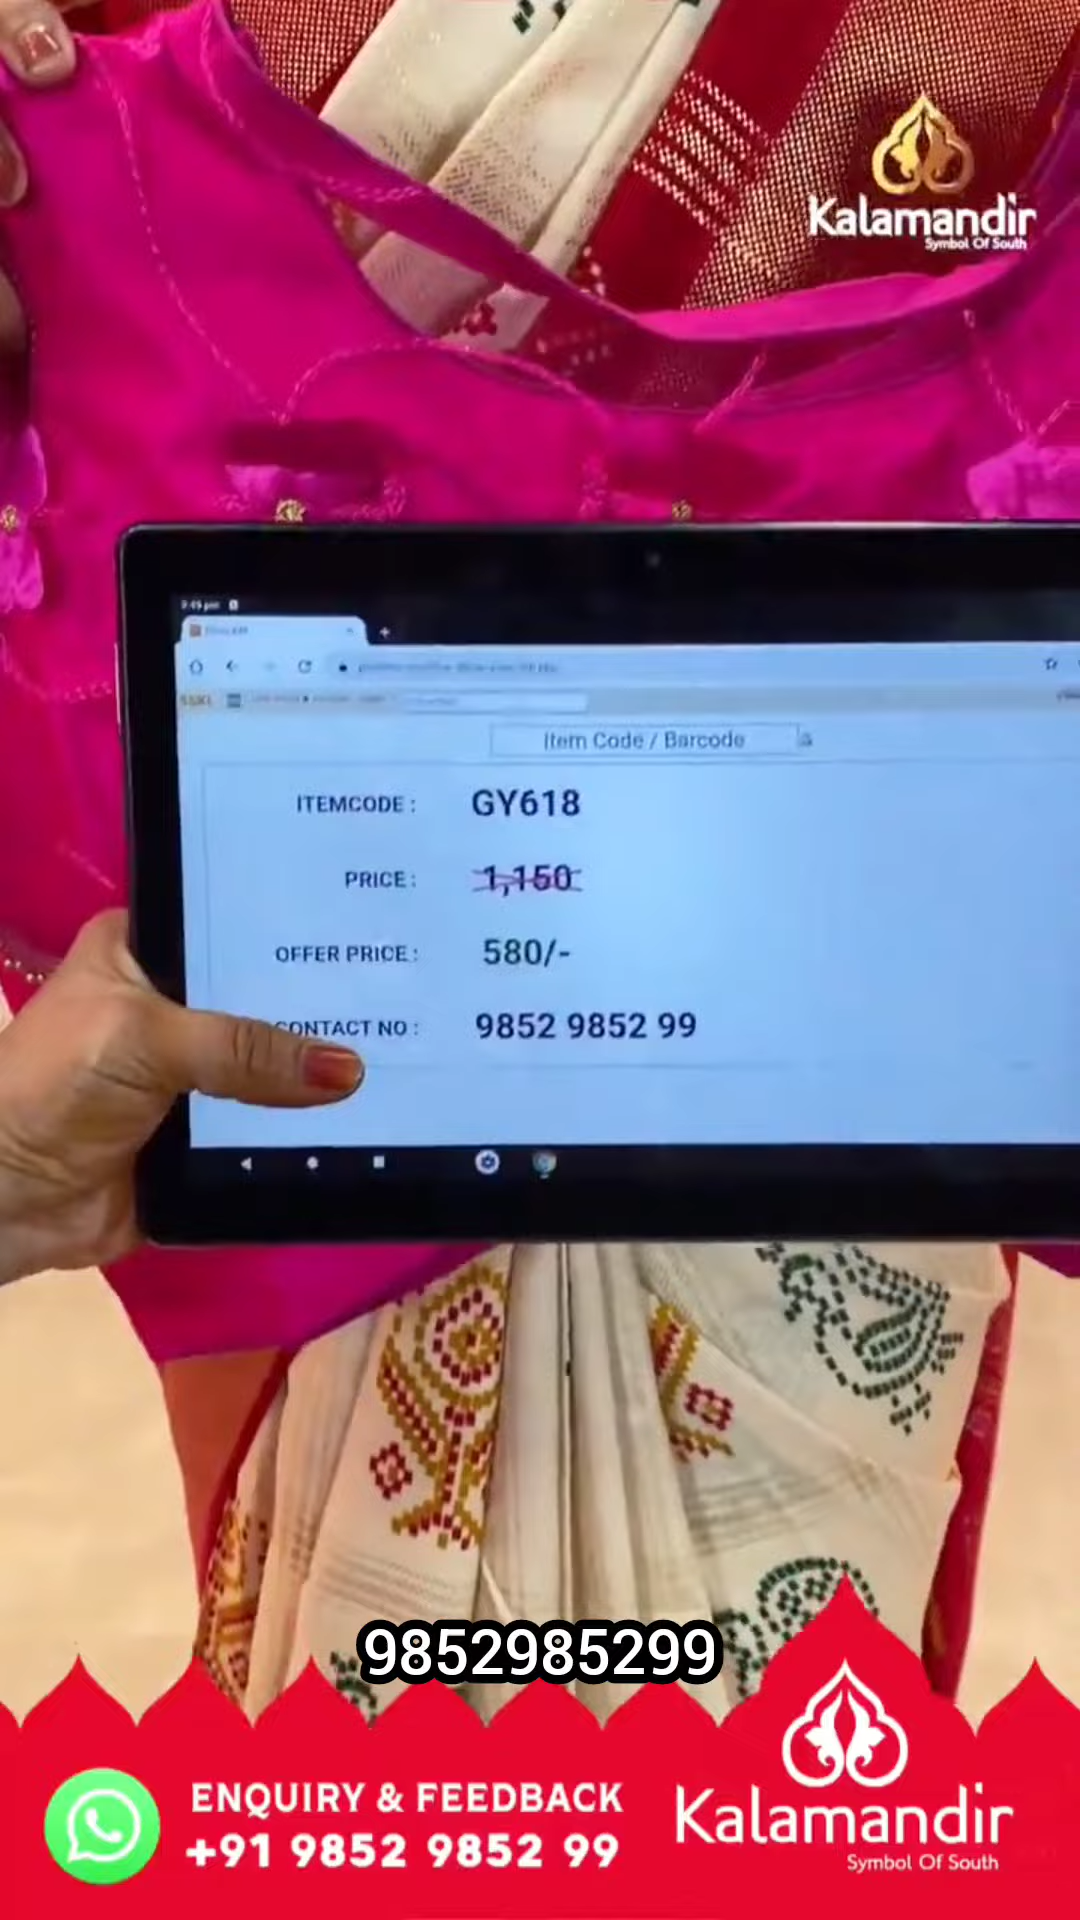 Kalamandir
Symbol Of South
Item Code / Barcode
ITEMCODE : GY618
PRICE : 1,150
OFFER PRICE : 580/-
CONTACT NO : 9852 9852 99
9852985299
ENQUIRY & FEEDBACK
+91 9852 9852 99
Kalamandir
Symbol Of South